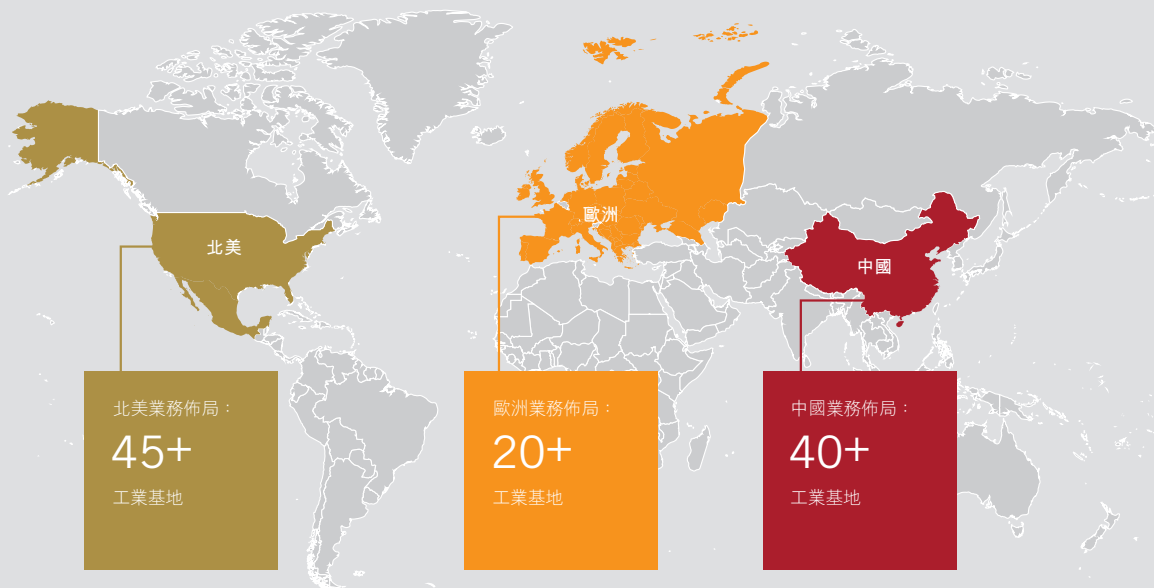 北美
歐洲
中國
北美業務佈局：
45+
工業基地
歐洲業務佈局：
20+
工業基地
中國業務佈局：
40+
工業基地